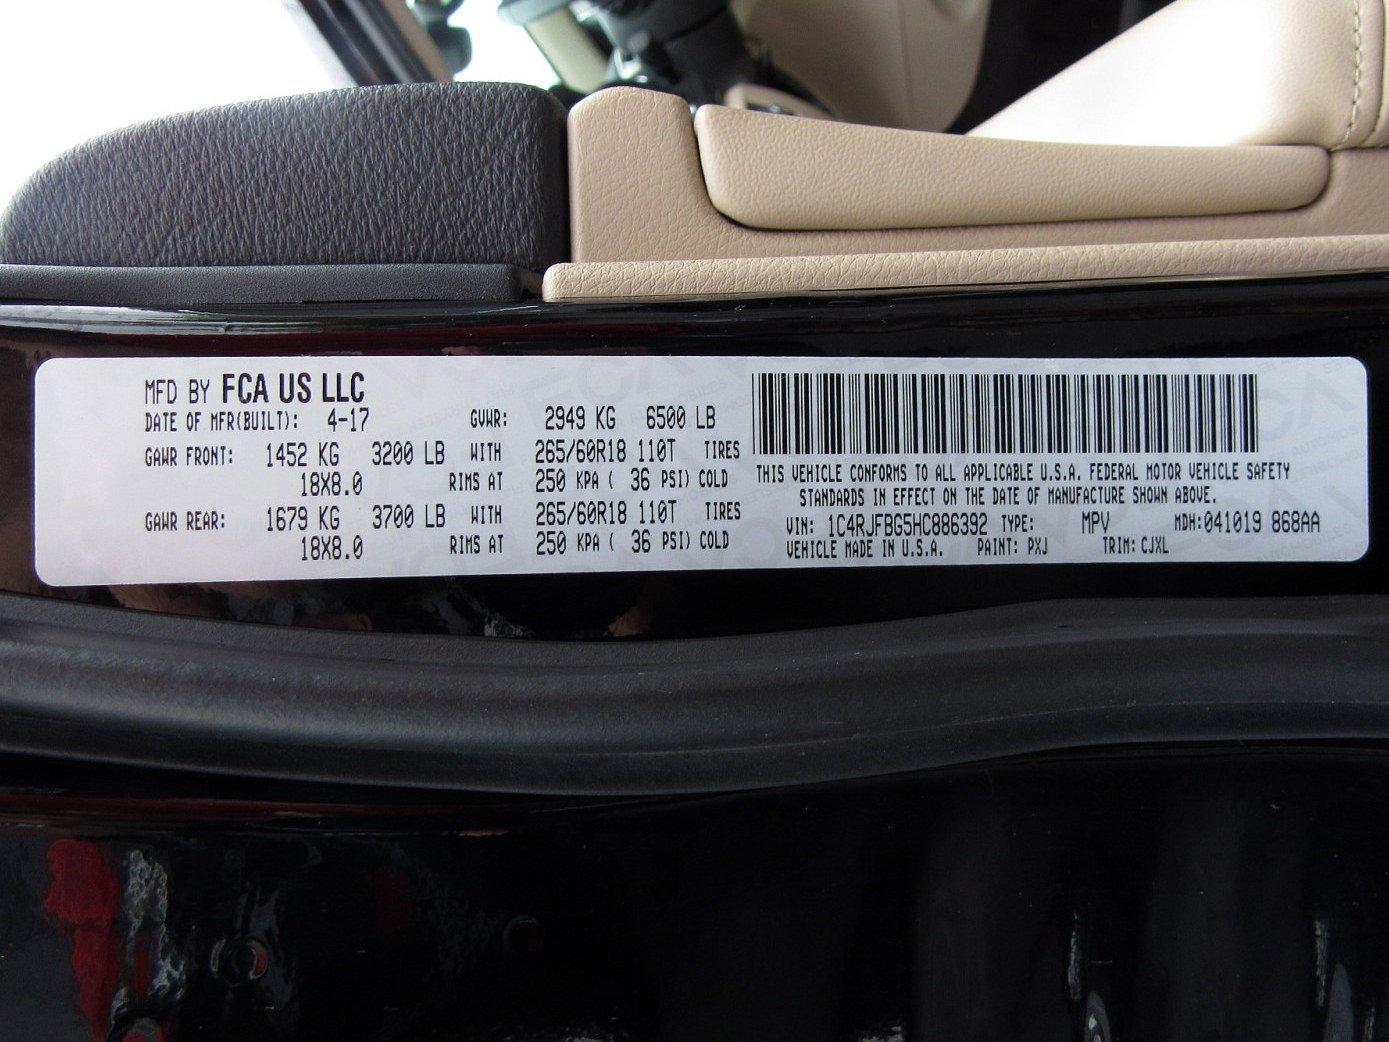 MFD BY FCA US LLC
DATE OF MFR(BUILT): 4-17 GVWR: 2949 KG 6500 LB
GAWR FRONT: 1452 KG 3200 LB WITH 265/60R18 110T TIRES
18X8.0 RIMS AT 250 KPA ( 36 PSI) COLD
GAWR REAR: 1679 KG 3700 LB WITH 265/60R18 110T TIRES
18X8.0 RIMS AT 250 KPA ( 36 PSI) COLD
THIS VEHICLE CONFORMS TO ALL APPLICABLE U.S.A. FEDERAL MOTOR VEHICLE SAFETY
STANDARDS IN EFFECT ON THE DATE OF MANUFACTURE SHOWN ABOVE.
VIN: 1C4RJFBG5HC886392 TYPE: MPV MDH:041019 868AA
VEHICLE MADE IN U.S.A. PAINT: PXJ TRIM: CJXL